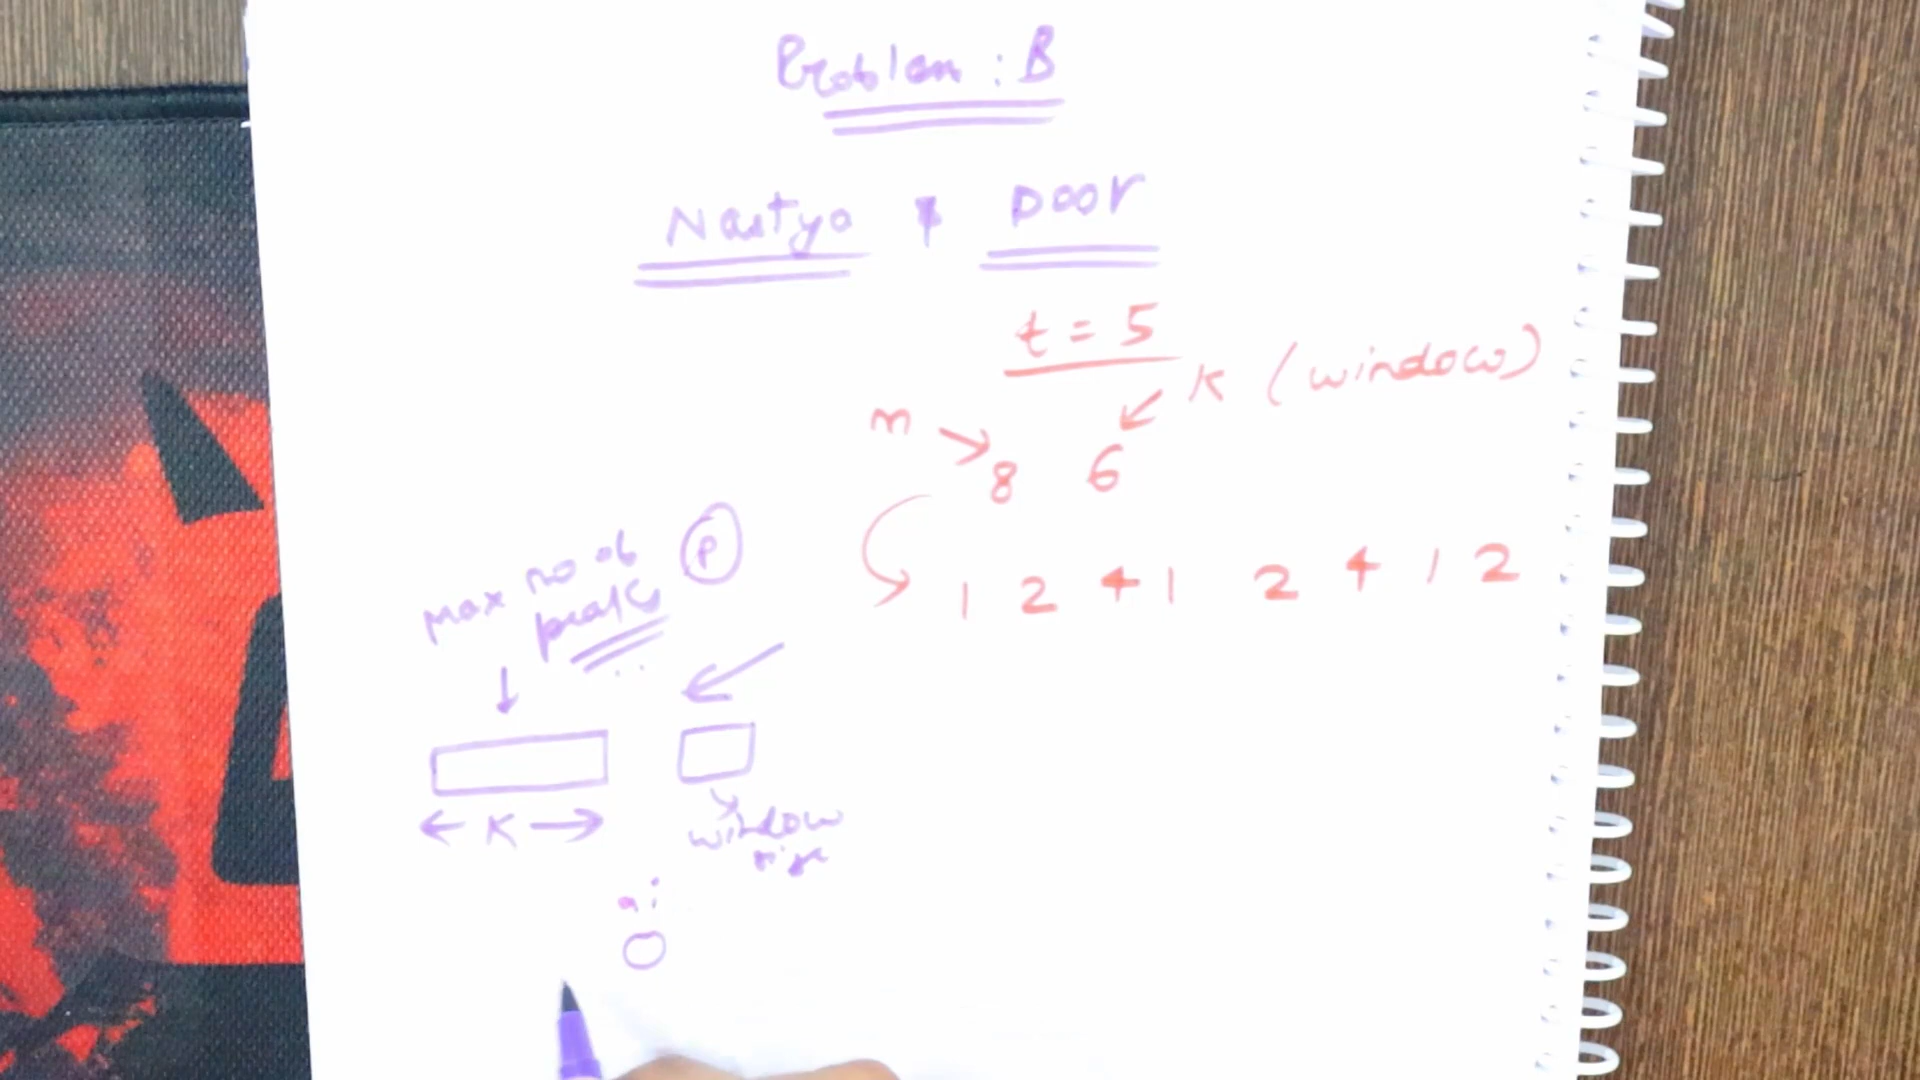 Problem : B
Nastya & Door
t = 5
K (window)
n
8 6
1 2 4 1 2 4 1 2
Max no of
peaks
P
K
window
size
ai